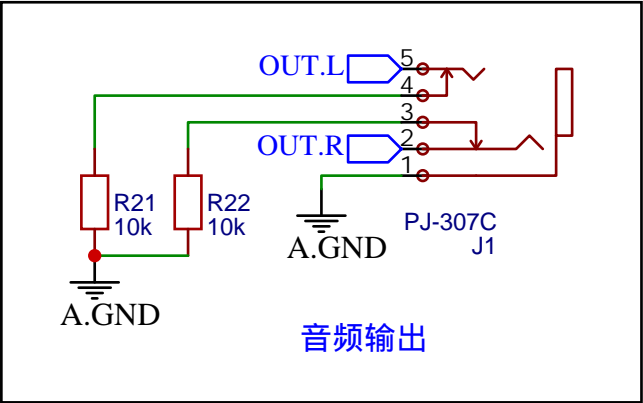 OUT.L
5
4
3
OUT.R
2
1
R21
10k
R22
10k
PJ-307C
J1
A.GND
A.GND
音频输出